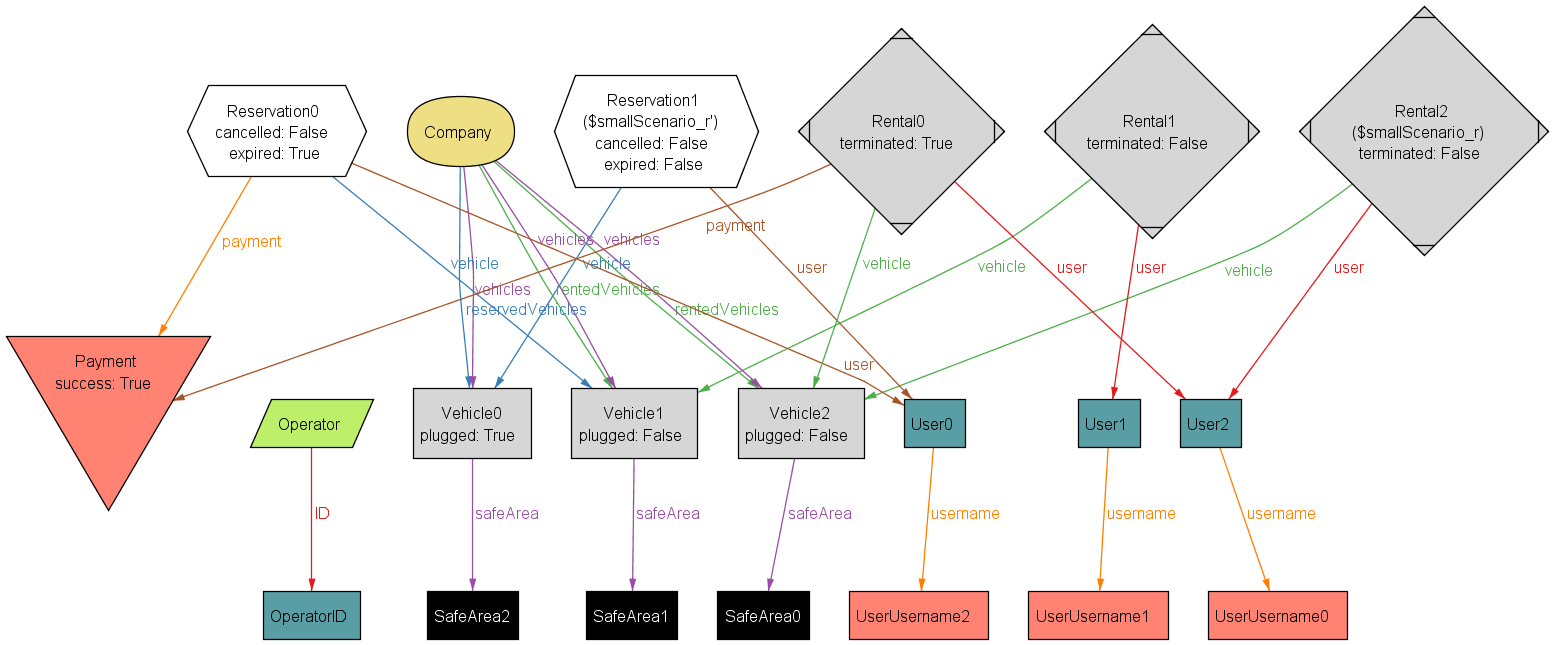 Reservation0
cancelled: False
expired: True
Company
Reservation1
($smallScenario_r')
cancelled: False
expired: False
Rental0
terminated: True
Rental1
terminated: False
Rental2
($smallScenario_r)
terminated: False
payment
vehicles
vehicles
payment
vehicle
vehicle
user
vehicle
vehicle
user
user
vehicle
user
vehicles
rentedVehicles
reservedVehicles
rentedVehicles
user
Payment
success: True
Operator
Vehicle0
plugged: True
Vehicle1
plugged: False
Vehicle2
plugged: False
User0
User1
User2
ID
safeArea
safeArea
safeArea
username
username
username
OperatorID
SafeArea2
SafeArea1
SafeArea0
UserUsername2
UserUsername1
UserUsername0